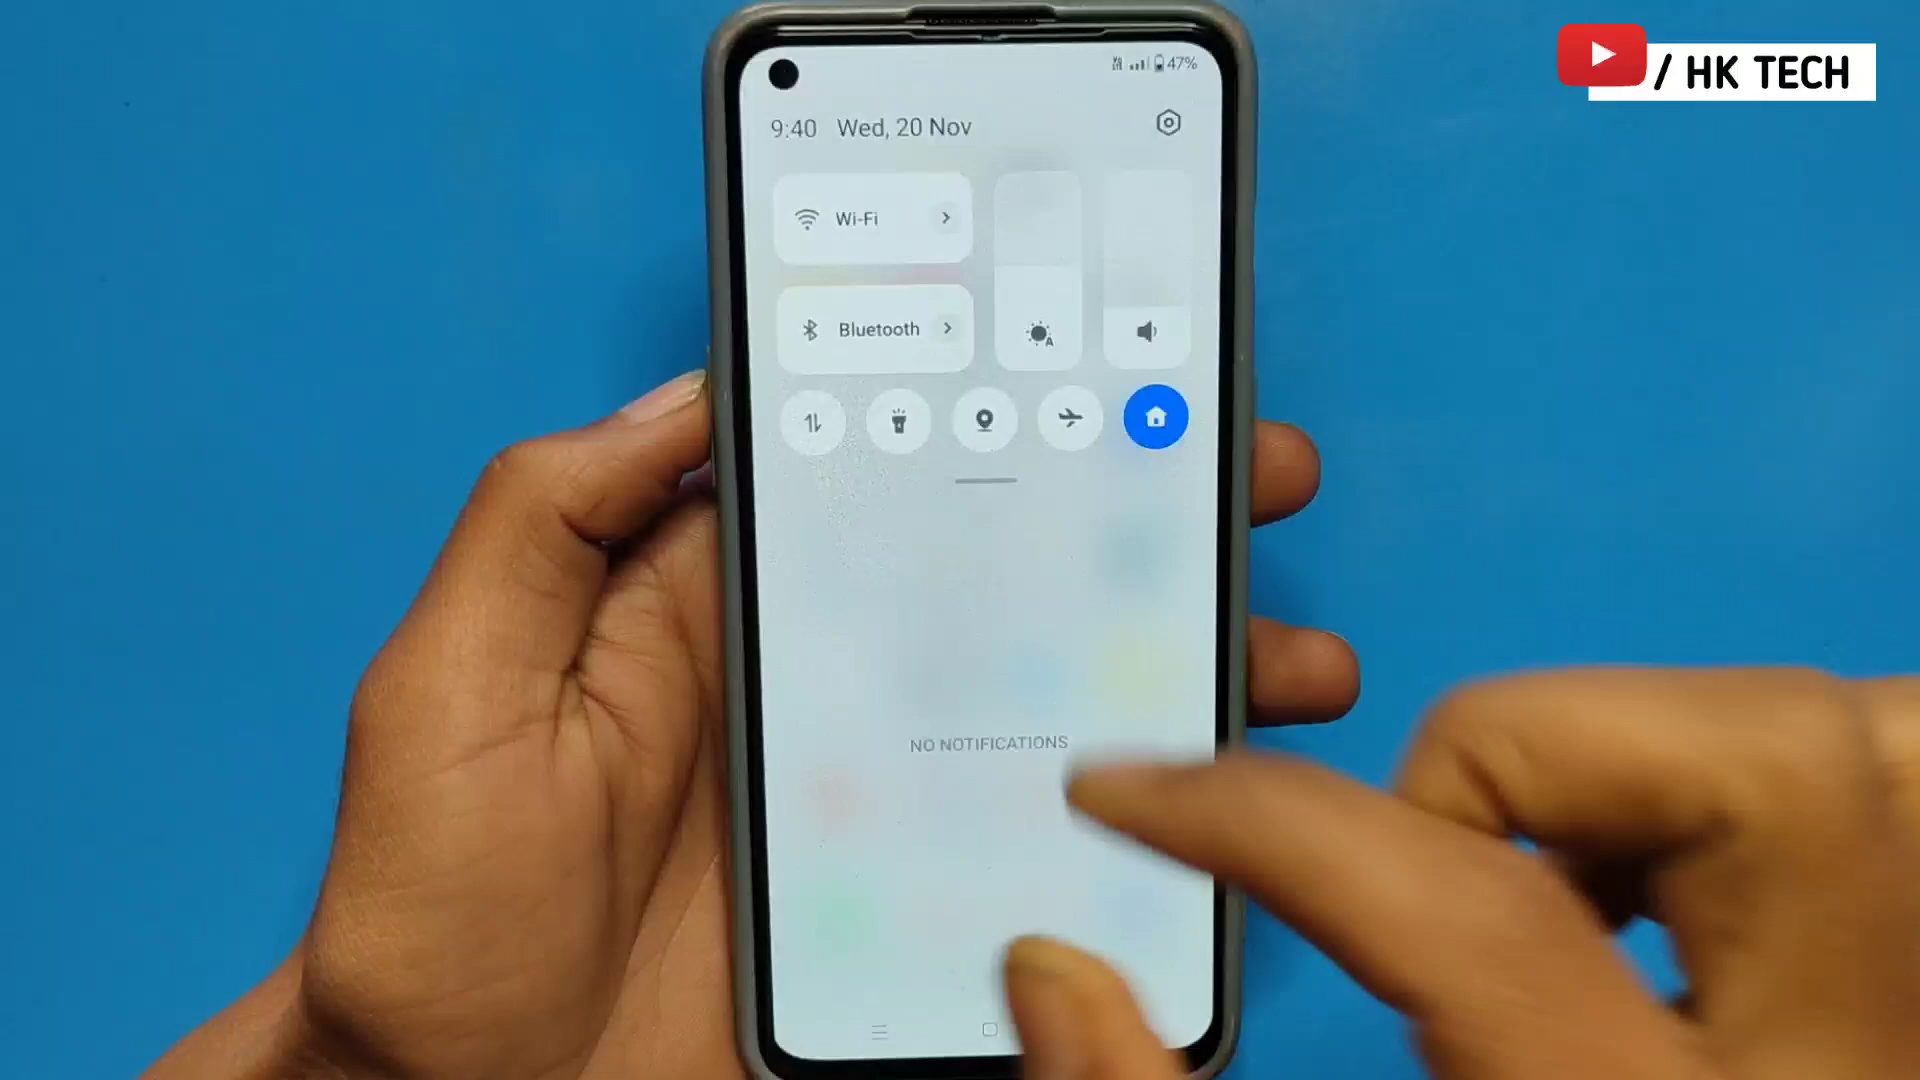 / HK TECH
47%
9:40 Wed, 20 Nov
Wi-Fi
Bluetooth
A
NO NOTIFICATIONS